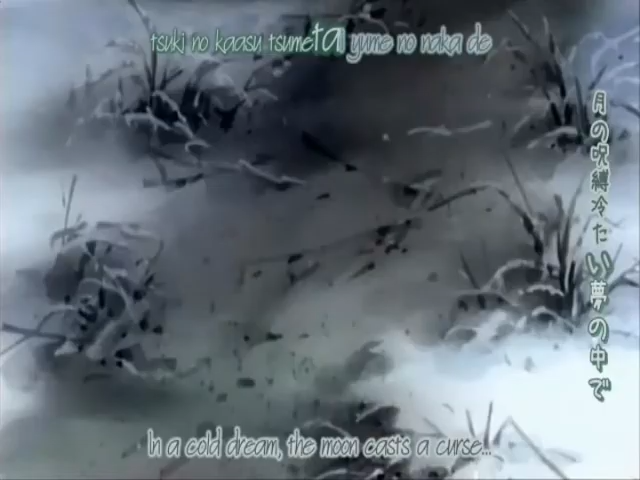 tsuki no kaasu tsumetai yume no naka de
月の呪縛冷たい夢の中で
In a cold dream, the moon casts a curse...